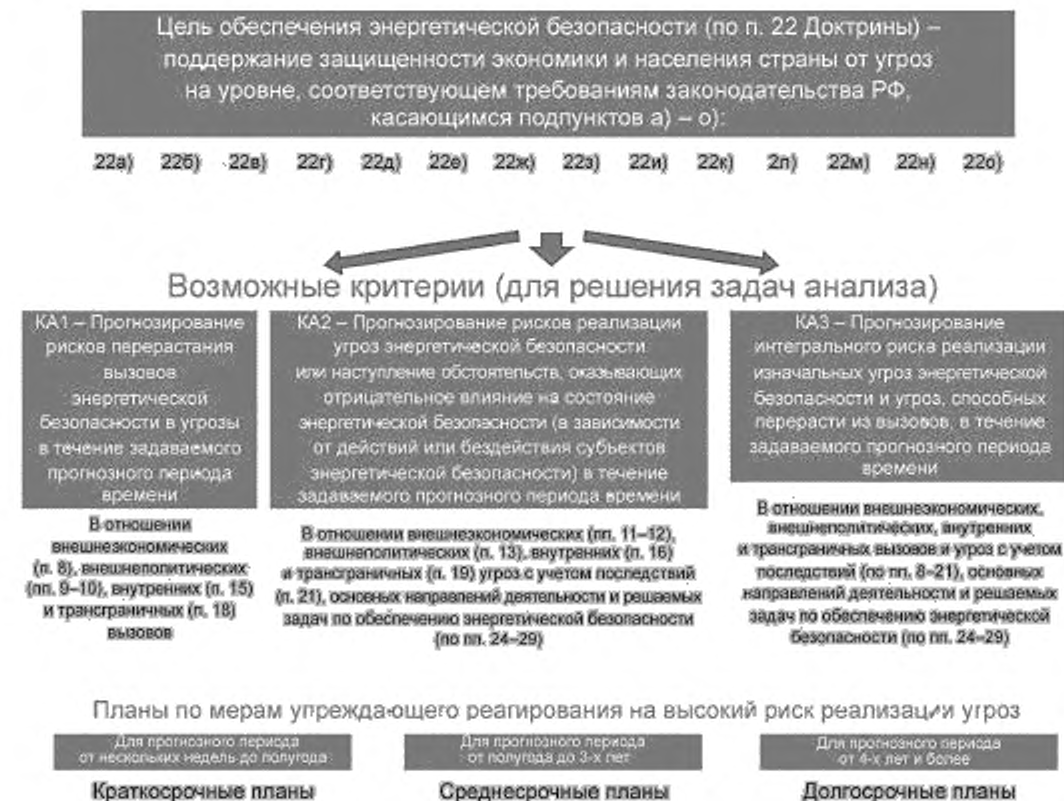 Цель обеспечения энергетической безопасности (по п. 22 Доктрины) –
поддержание защищенности экономики и населения страны от угроз
на уровне, соответствующем требованиям законодательства РФ,
касающимся подпунктов а) – о):
22а) 22б) 22в) 22г) 22д) 22е) 22ж) 22з) 22и) 22к) 2л) 22м) 22н) 22о)
Возможные критерии (для решения задач анализа)
КА1 – Прогнозирование
рисков перерастания
вызовов
энергетической
безопасности в угрозы
в течение задаваемого
прогнозного периода
времени
В отношении
внешнеэкономических
(п. 8), внешнеполитических
(пп. 9–10), внутренних (п. 15)
и трансграничных (п. 18)
вызовов
КА2 – Прогнозирование рисков реализации
угроз энергетической безопасности
или наступление обстоятельств, оказывающих
отрицательное влияние на состояние
энергетической безопасности (в зависимости
от действий или бездействия субъектов
энергетической безопасности) в течение
задаваемого прогнозного периода времени
В отношении внешнеэкономических (пп. 11–12),
внешнеполитических (п. 13), внутренних (п. 16)
и трансграничных (п. 19) угроз с учетом последствий
(п. 21), основных направлений деятельности и решаемых
задач по обеспечению энергетической безопасности
(по пп. 24–29)
КА3 – Прогнозирование
интегрального риска реализации
изначальных угроз энергетической
безопасности и угроз, способных
перерасти из вызовов, в течение
задаваемого прогнозного периода
времени
В отношении внешнеэкономических,
внешнеполитических, внутренних
и трансграничных вызовов и угроз с учетом
последствий (по пп. 8–21), основных
направлений деятельности и решаемых
задач по обеспечению энергетической
безопасности (по пп. 24–29)
Планы по мерам упреждающего реагирования на высокий риск реализации угроз
Для прогнозного периода
от нескольких недель до полугода
Краткосрочные планы
Для прогнозного периода
от полугода до 3-х лет
Среднесрочные планы
Для прогнозного периода
от 4-х лет и более
Долгосрочные планы